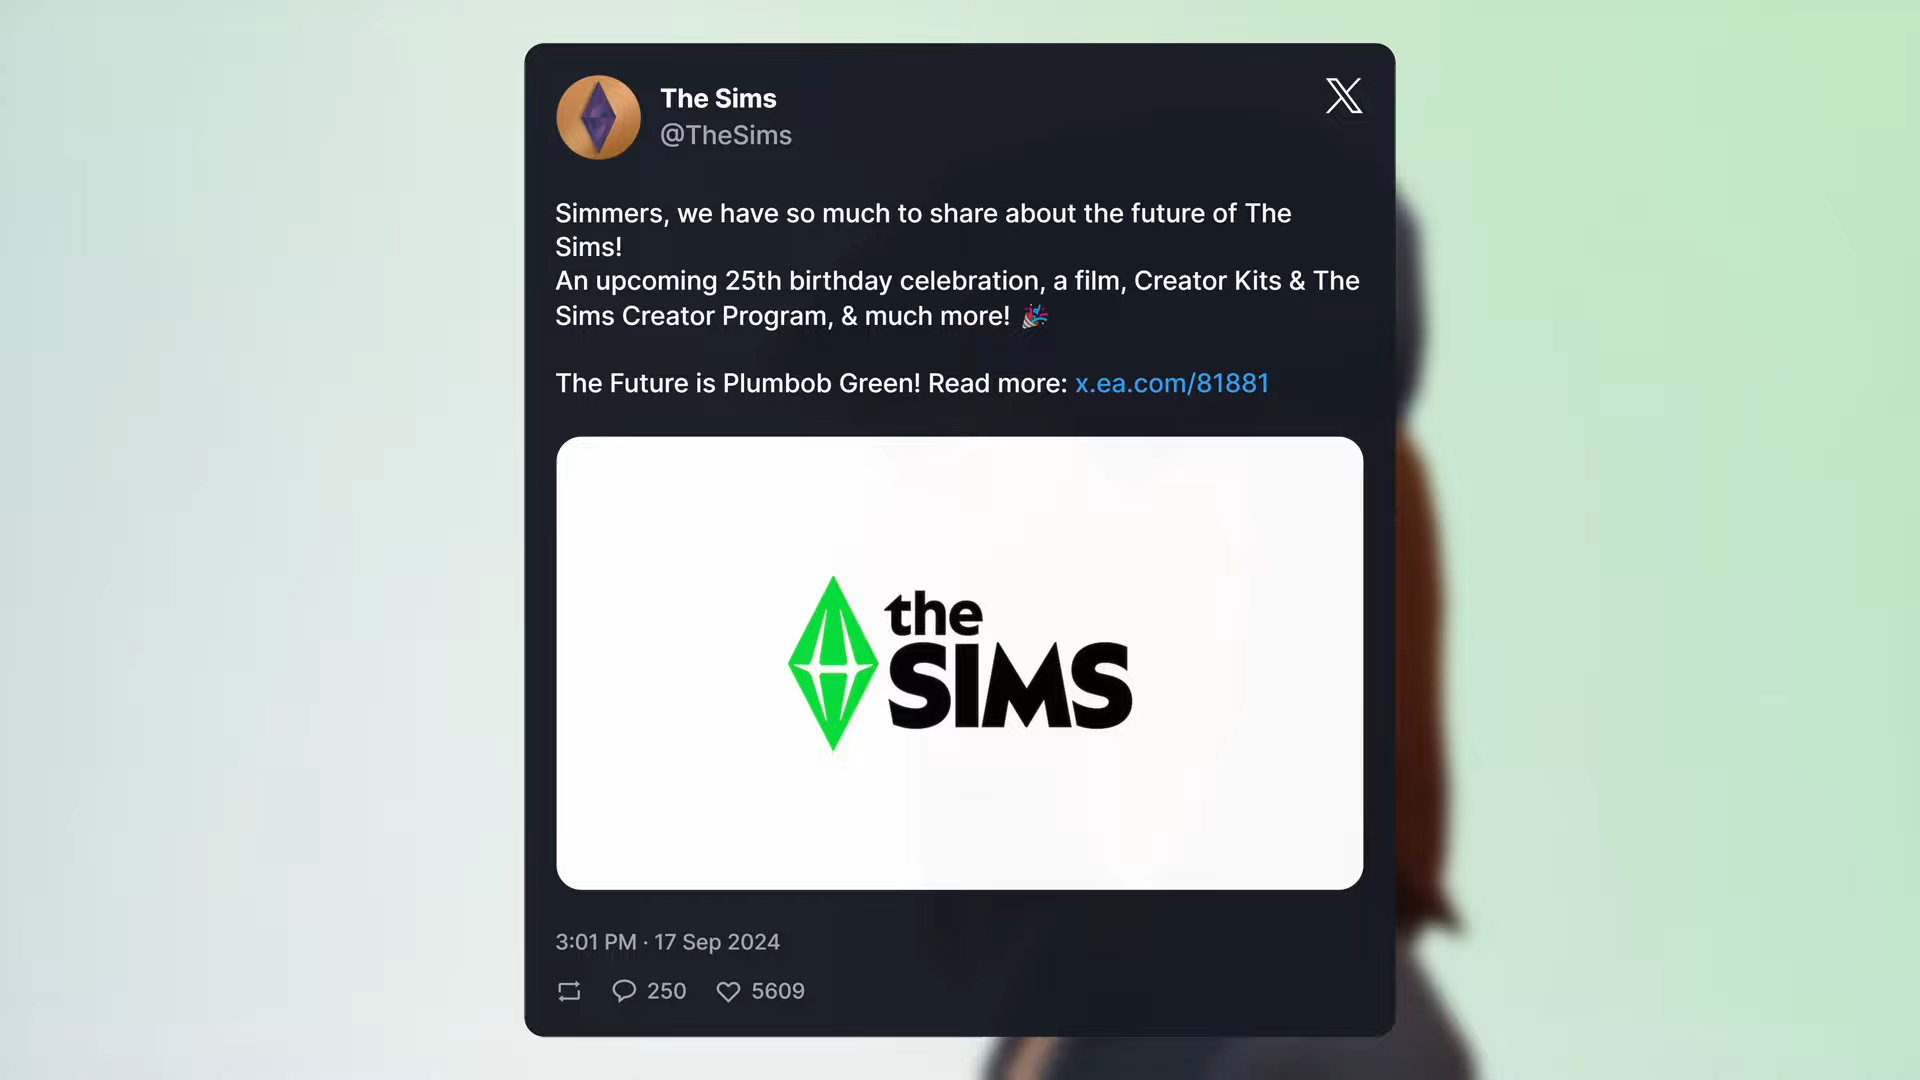 The Sims
@TheSims
Simmers, we have so much to share about the future of The
Sims!
An upcoming 25th birthday celebration, a film, Creator Kits & The
Sims Creator Program, & much more! 🎉
The Future is Plumbob Green! Read more: x.ea.com/81881
the
SIMS
3:01 PM · 17 Sep 2024
250 5609